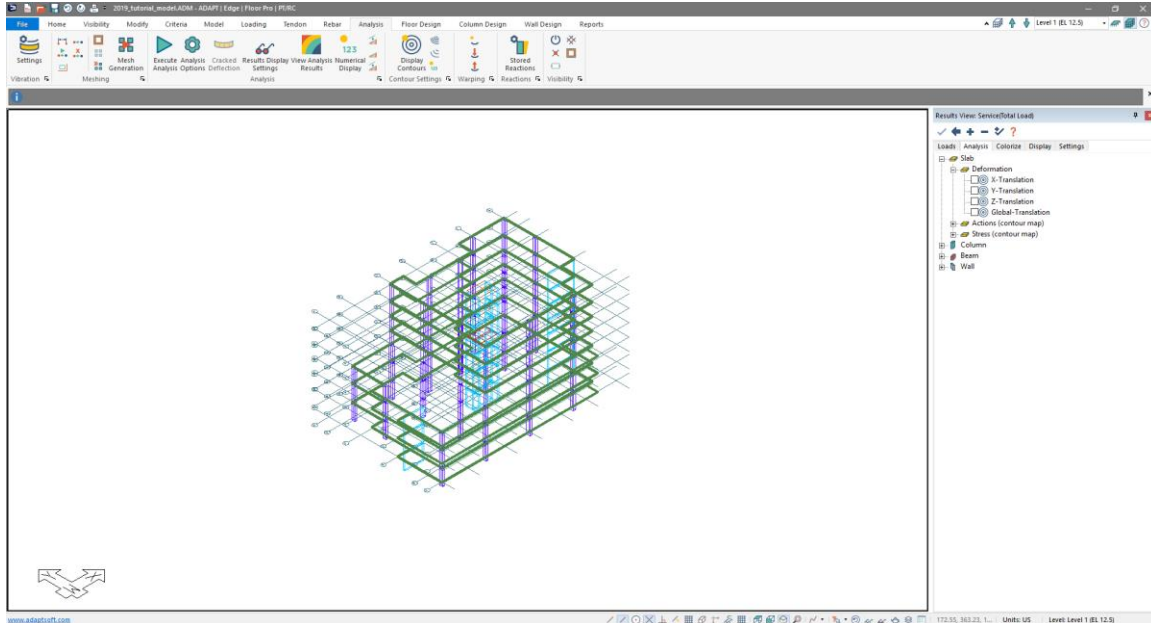 2019_tutorial_model.ADM - ADAPT | Edge | Floor Pro | PT/RC
File Home Visibility Modify Criteria Model Loading Tendon Rebar Analysis Floor Design Column Design Wall Design Reports
Level 1 (EL 12.5)
Settings
Mesh
Generation
Execute
Analysis
Analysis
Options
Cracked
Deflection
Results Display
Settings
View Analysis
Results
123
Numerical
Display
Display
Contours
Stored
Reactions
Vibration Meshing Analysis Contour Settings Warping Reactions Visibility
Results View: Service(Total Load)
Loads Analysis Colorize Display Settings
Slab
Deformation
X-Translation
Y-Translation
Z-Translation
Global-Translation
Actions (contour map)
Stress (contour map)
Column
Beam
Wall
www.adaptsoft.com
172.55, 363.23, 1... Units: US Level: Level 1 (EL 12.5)